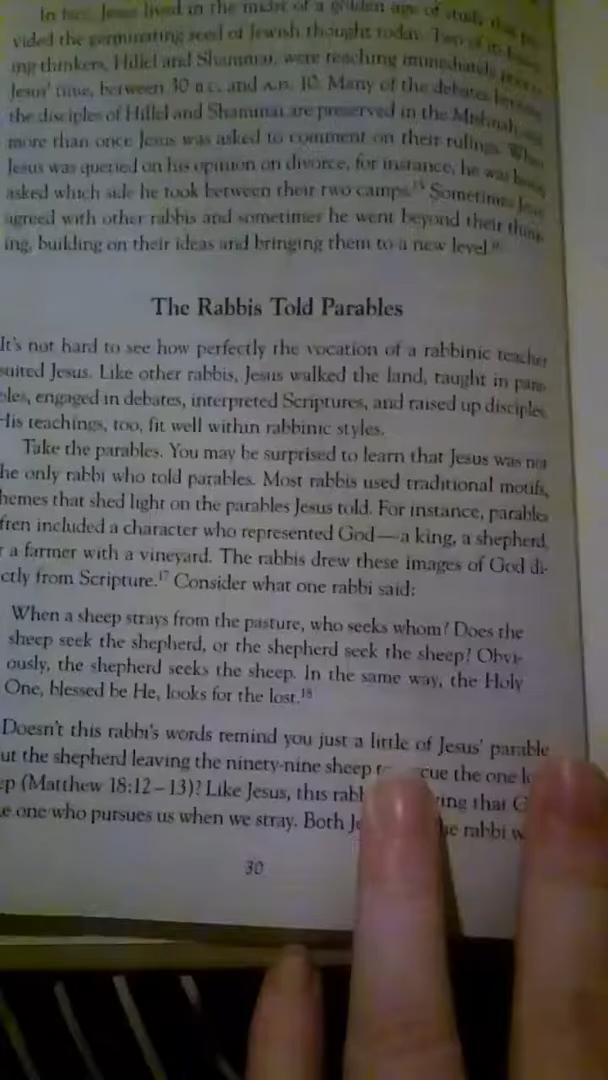 In fact, Jesus lived in the midst of a golden age of study that
vided the germinating seed of Jewish thought today. Two of its
ing thinkers, Hillel and Shammai, were teaching immediately
Jesus' time, between 30 B.C. and A.D. 10. Many of the debates between
the disciples of Hillel and Shammai are preserved in the Mishnah, and
more than once Jesus was asked to comment on their rulings. When
Jesus was queried on his opinion on divorce, for instance, he was being
asked which side he took between their two camps. Sometimes Jesus
agreed with other rabbis and sometimes he went beyond their think-
ing, building on their ideas and bringing them to a new level.
The Rabbis Told Parables
It's not hard to see how perfectly the vocation of a rabbinic teacher
suited Jesus. Like other rabbis, Jesus walked the land, taught in para-
bles, engaged in debates, interpreted Scriptures, and raised up disciples.
His teachings, too, fit well within rabbinic styles.
Take the parables. You may be surprised to learn that Jesus was not
he only rabbi who told parables. Most rabbis used traditional motifs,
hemes that shed light on the parables Jesus told. For instance, parables
ften included a character who represented God—a king, a shepherd,
r a farmer with a vineyard. The rabbis drew these images of God di-
ctly from Scripture.17 Consider what one rabbi said:
When a sheep strays from the pasture, who seeks whom? Does the
sheep seek the shepherd, or the shepherd seek the sheep? Obvi-
ously, the shepherd seeks the sheep. In the same way, the Holy
One, blessed be He, looks for the lost.18
Doesn't this rabbi's words remind you just a little of Jesus' parable
ut the shepherd leaving the ninety-nine sheep t cue the one lo
ep (Matthew 18:12–13)? Like Jesus, this rabb ying that G
e one who pursues us when we stray. Both Je he rabbi w
30